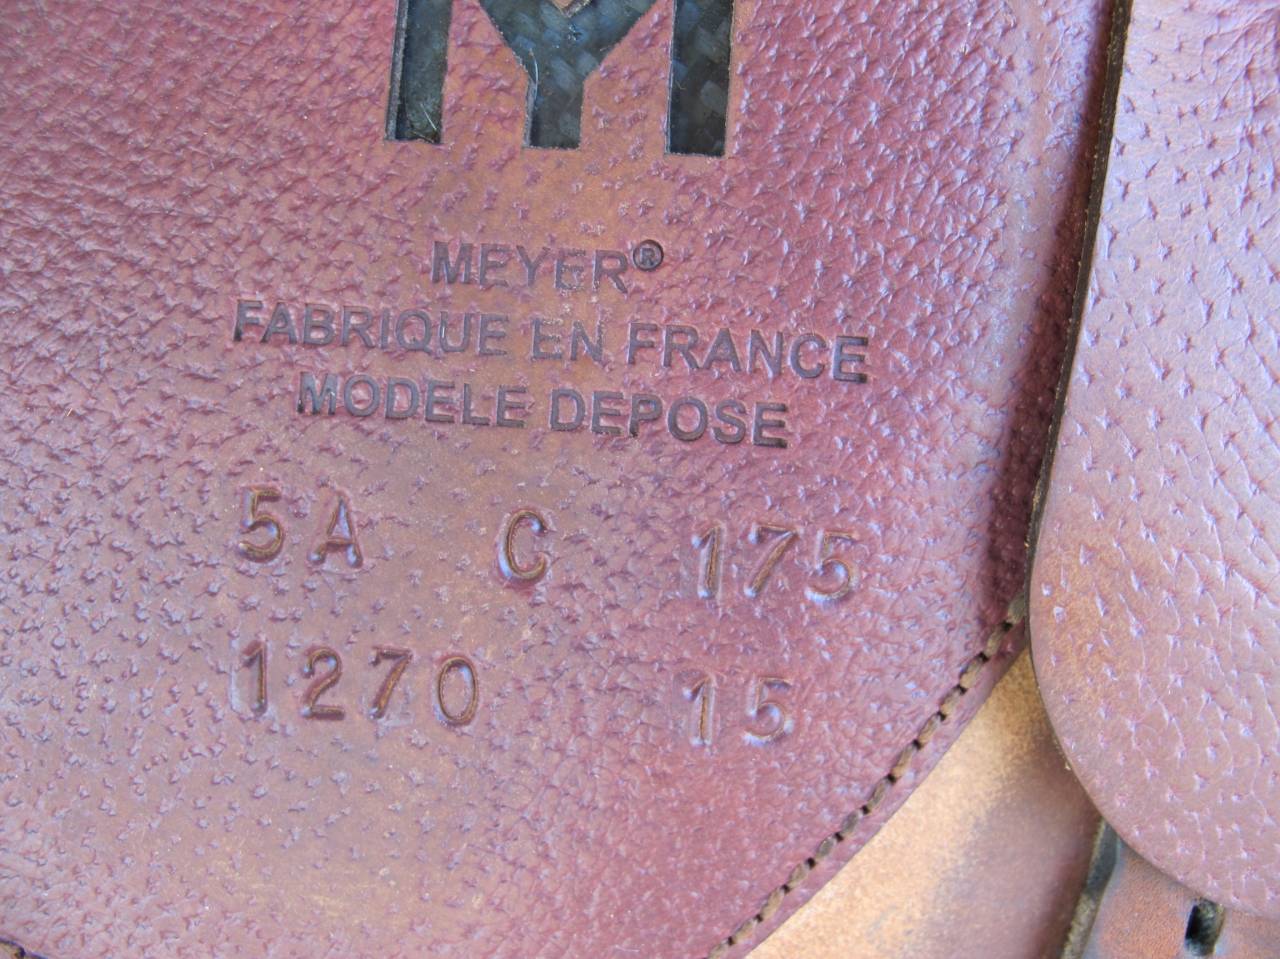 MEYER®
FABRIQUE EN FRANCE
MODELE DEPOSE
5A C 175
1270 15